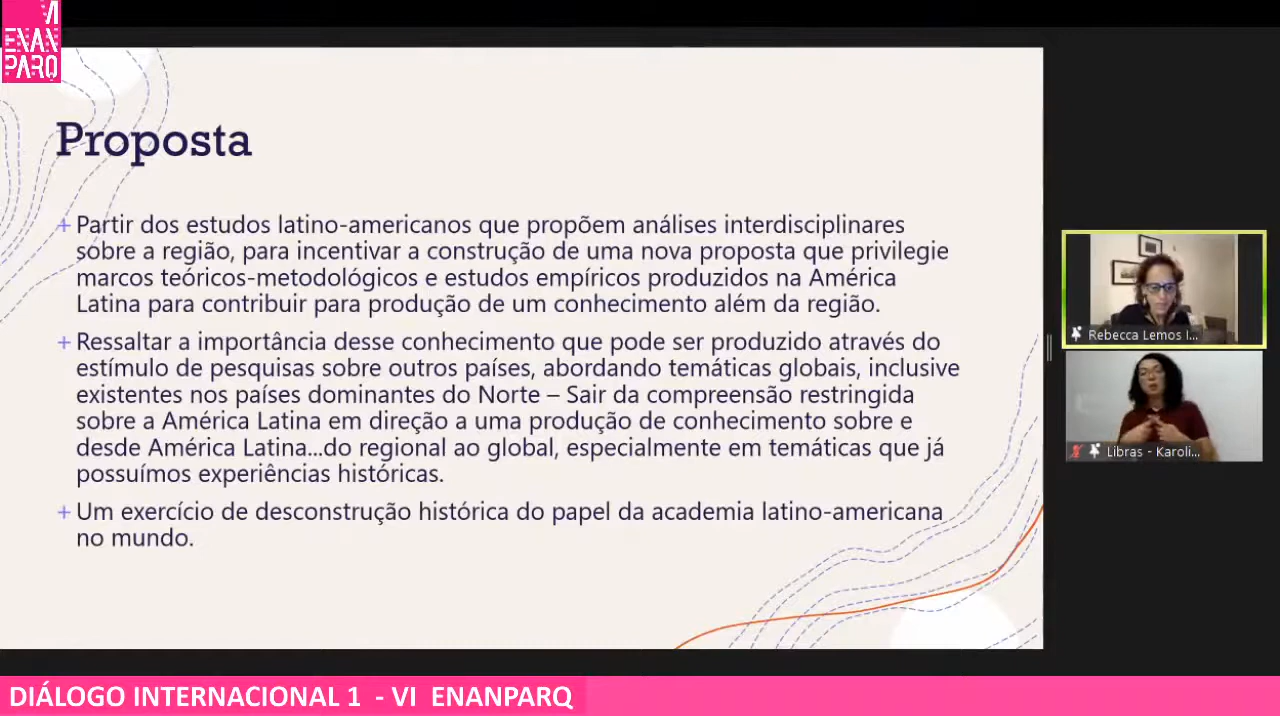 VI
ENAN
PARQ
Proposta
+ Partir dos estudos latino-americanos que propõem análises interdisciplinares
sobre a região, para incentivar a construção de uma nova proposta que privilegie
marcos teóricos-metodológicos e estudos empíricos produzidos na América
Latina para contribuir para produção de um conhecimento além da região.
+ Ressaltar a importância desse conhecimento que pode ser produzido através do
estímulo de pesquisas sobre outros países, abordando temáticas globais, inclusive
existentes nos países dominantes do Norte – Sair da compreensão restringida
sobre a América Latina em direção a uma produção de conhecimento sobre e
desde América Latina...do regional ao global, especialmente em temáticas que já
possuímos experiências históricas.
+ Um exercício de desconstrução histórica do papel da academia latino-americana
no mundo.
Rebecca Lemos I...
Libras - Karoli...
DIÁLOGO INTERNACIONAL 1 - VI ENANPARQ